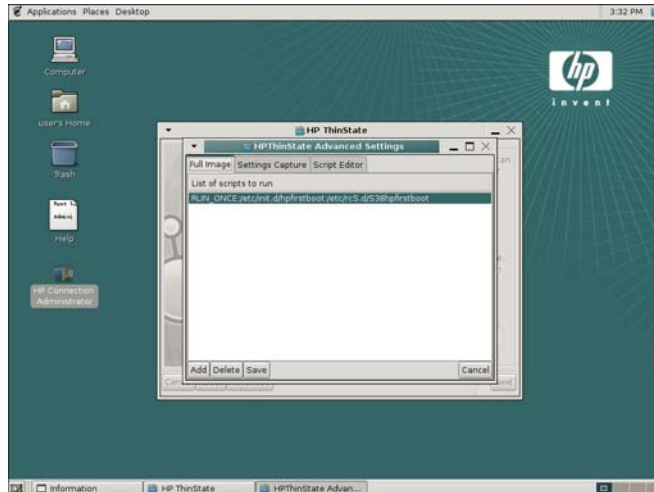 Applications Places Desktop
3:32 PM
Computer
user's Home
Trash
Help
HP Connection
Administrator
hp
invent
HP ThinState
HPThinState Advanced Settings
Full Image Settings Capture Script Editor
List of scripts to run
RUN_ONCE:/etc/init.d/hpfirstboot:/etc/rcS.d/S38hpfirstboot
Add Delete Save Cancel
Information HP ThinState HPThinState Advan...